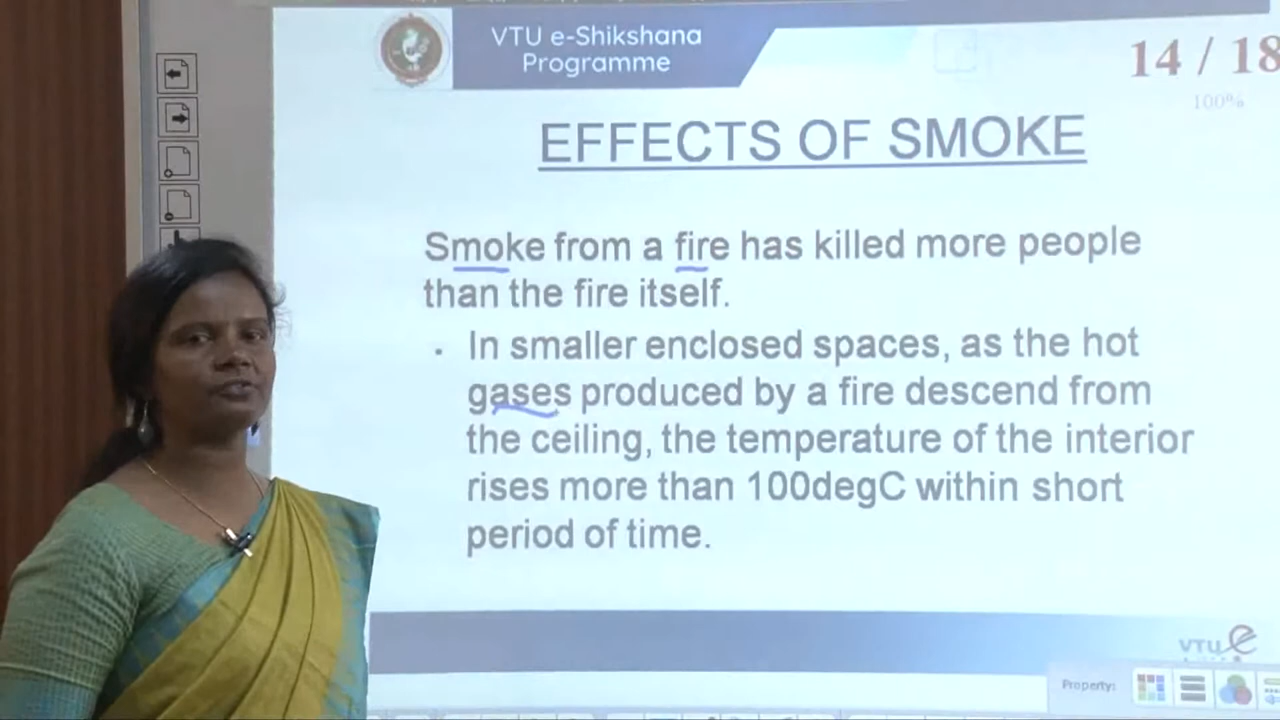 VTU e-Shikshana
Programme
14 / 18
100%
EFFECTS OF SMOKE
Smoke from a fire has killed more people
than the fire itself.
· In smaller enclosed spaces, as the hot
gases produced by a fire descend from
the ceiling, the temperature of the interior
rises more than 100degC within short
period of time.
VTU e
Property: